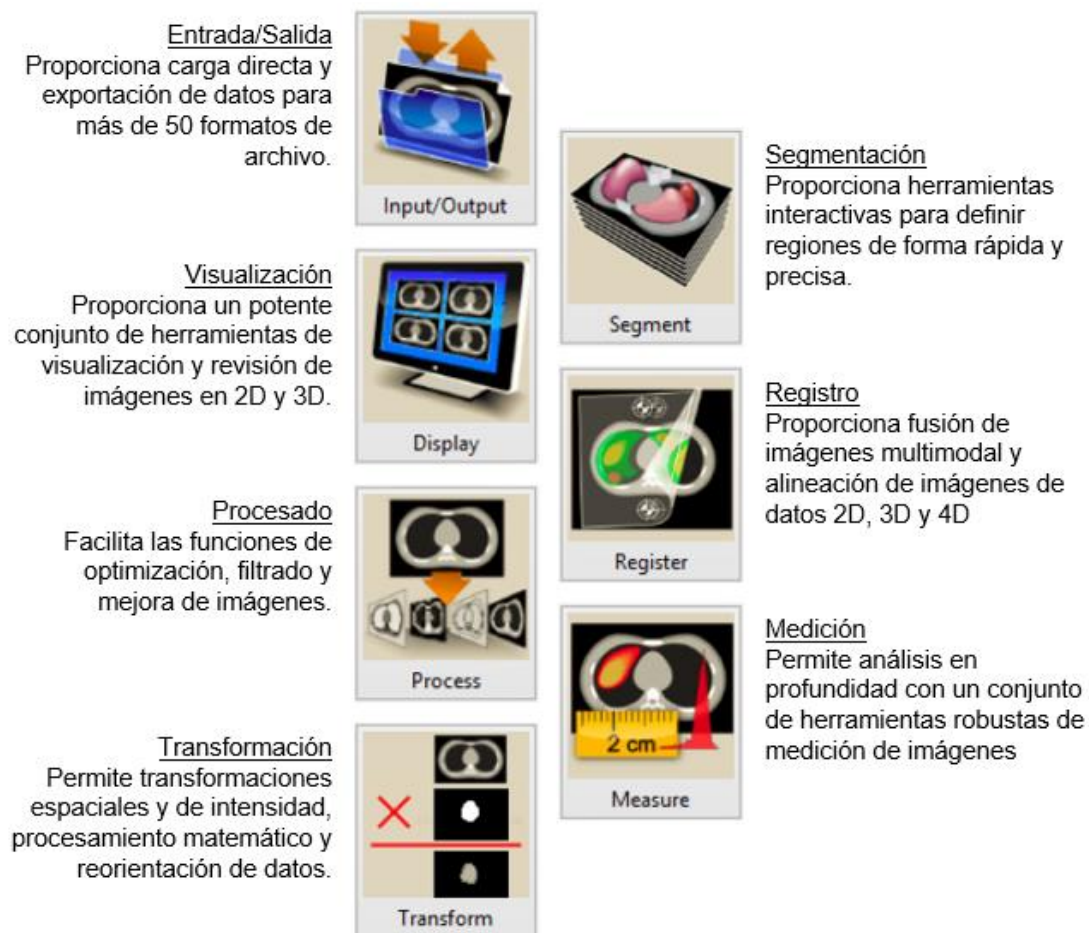 Entrada/Salida
Proporciona carga directa y
exportación de datos para
más de 50 formatos de
archivo.
Input/Output
Visualización
Proporciona un potente
conjunto de herramientas de
visualización y revisión de
imágenes en 2D y 3D.
Display
Procesado
Facilita las funciones de
optimización, filtrado y
mejora de imágenes.
Process
Transformación
Permite transformaciones
espaciales y de intensidad,
procesamiento matemático y
reorientación de datos.
Transform
Segmentación
Proporciona herramientas
interactivas para definir
regiones de forma rápida y
precisa.
Segment
Registro
Proporciona fusión de
imágenes multimodal y
alineación de imágenes de
datos 2D, 3D y 4D
Register
Medición
Permite análisis en
profundidad con un conjunto
de herramientas robustas de
medición de imágenes
2 cm
Measure